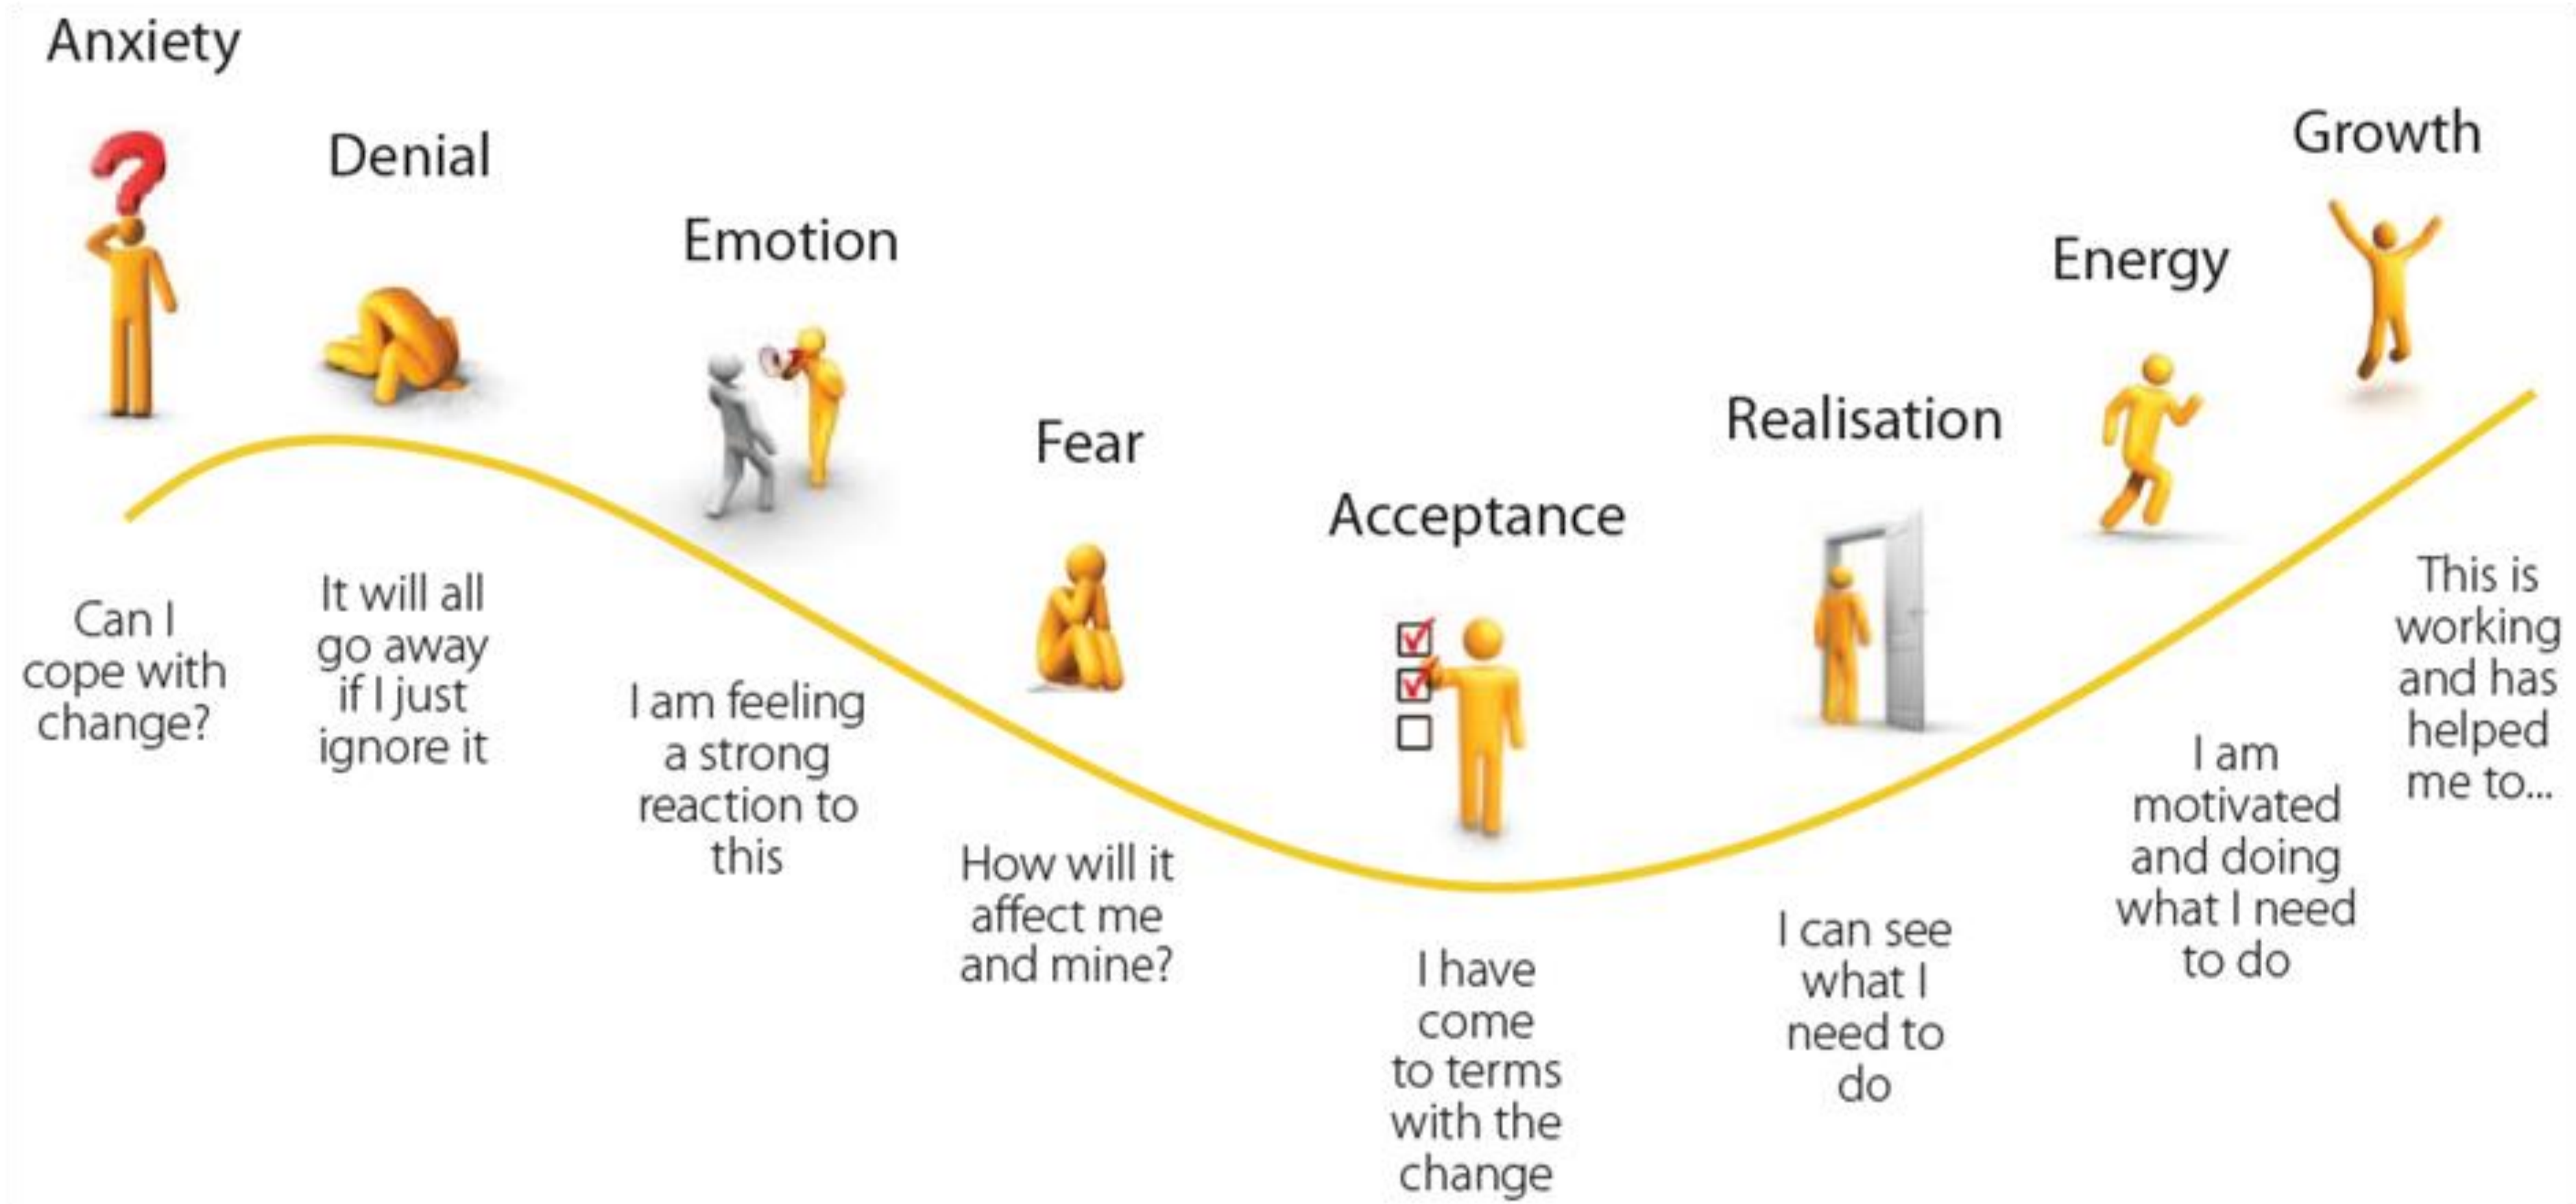 Anxiety
Can I
cope with
change?
Denial
It will all
go away
if I just
ignore it
Emotion
I am feeling
a strong
reaction to
this
Fear
How will it
affect me
and mine?
Acceptance
I have
come
to terms
with the
change
Realisation
I can see
what I
need to
do
Energy
I am
motivated
and doing
what I need
to do
Growth
This is
working
and has
helped
me to...